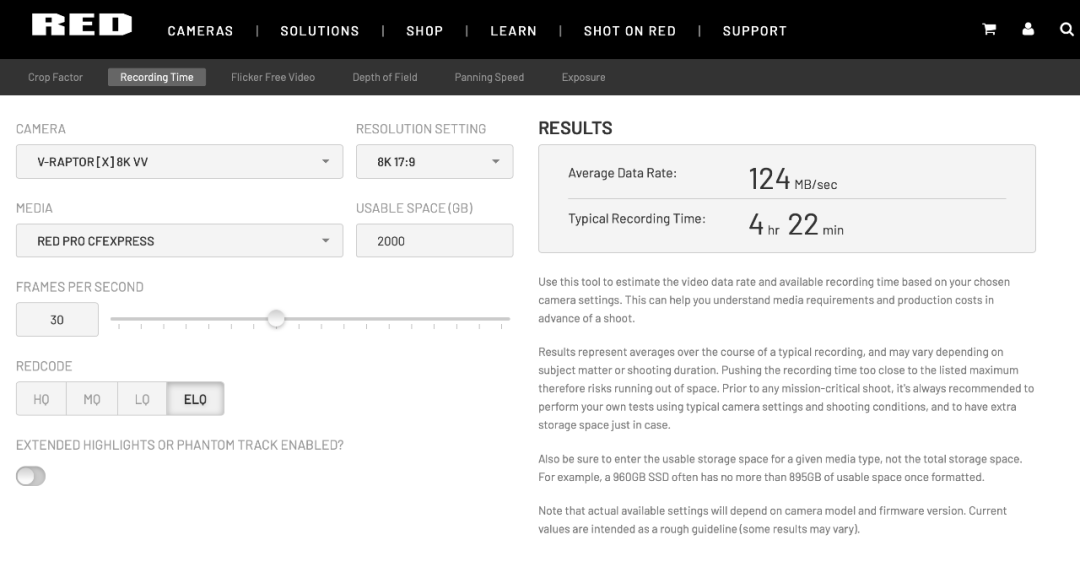 RED
CAMERAS | SOLUTIONS | SHOP | LEARN | SHOT ON RED | SUPPORT
Crop Factor Recording Time Flicker Free Video Depth of Field Panning Speed Exposure
CAMERA
V-RAPTOR [X] 8K VV
RESOLUTION SETTING
8K 17:9
MEDIA
RED PRO CFEXPRESS
USABLE SPACE (GB)
2000
FRAMES PER SECOND
30
REDCODE
HQ MQ LQ ELQ
EXTENDED HIGHLIGHTS OR PHANTOM TRACK ENABLED?
RESULTS
Average Data Rate: 124 MB/sec
Typical Recording Time: 4 hr 22 min
Use this tool to estimate the video data rate and available recording time based on your chosen
camera settings. This can help you understand media requirements and production costs in
advance of a shoot.
Results represent averages over the course of a typical recording, and may vary depending on
subject matter or shooting duration. Pushing the recording time too close to the listed maximum
therefore risks running out of space. Prior to any mission-critical shoot, it's always recommended to
perform your own tests using typical camera settings and shooting conditions, and to have extra
storage space just in case.
Also be sure to enter the usable storage space for a given media type, not the total storage space.
For example, a 960GB SSD often has no more than 895GB of usable space once formatted.
Note that actual available settings will depend on camera model and firmware version. Current
values are intended as a rough guideline (some results may vary).